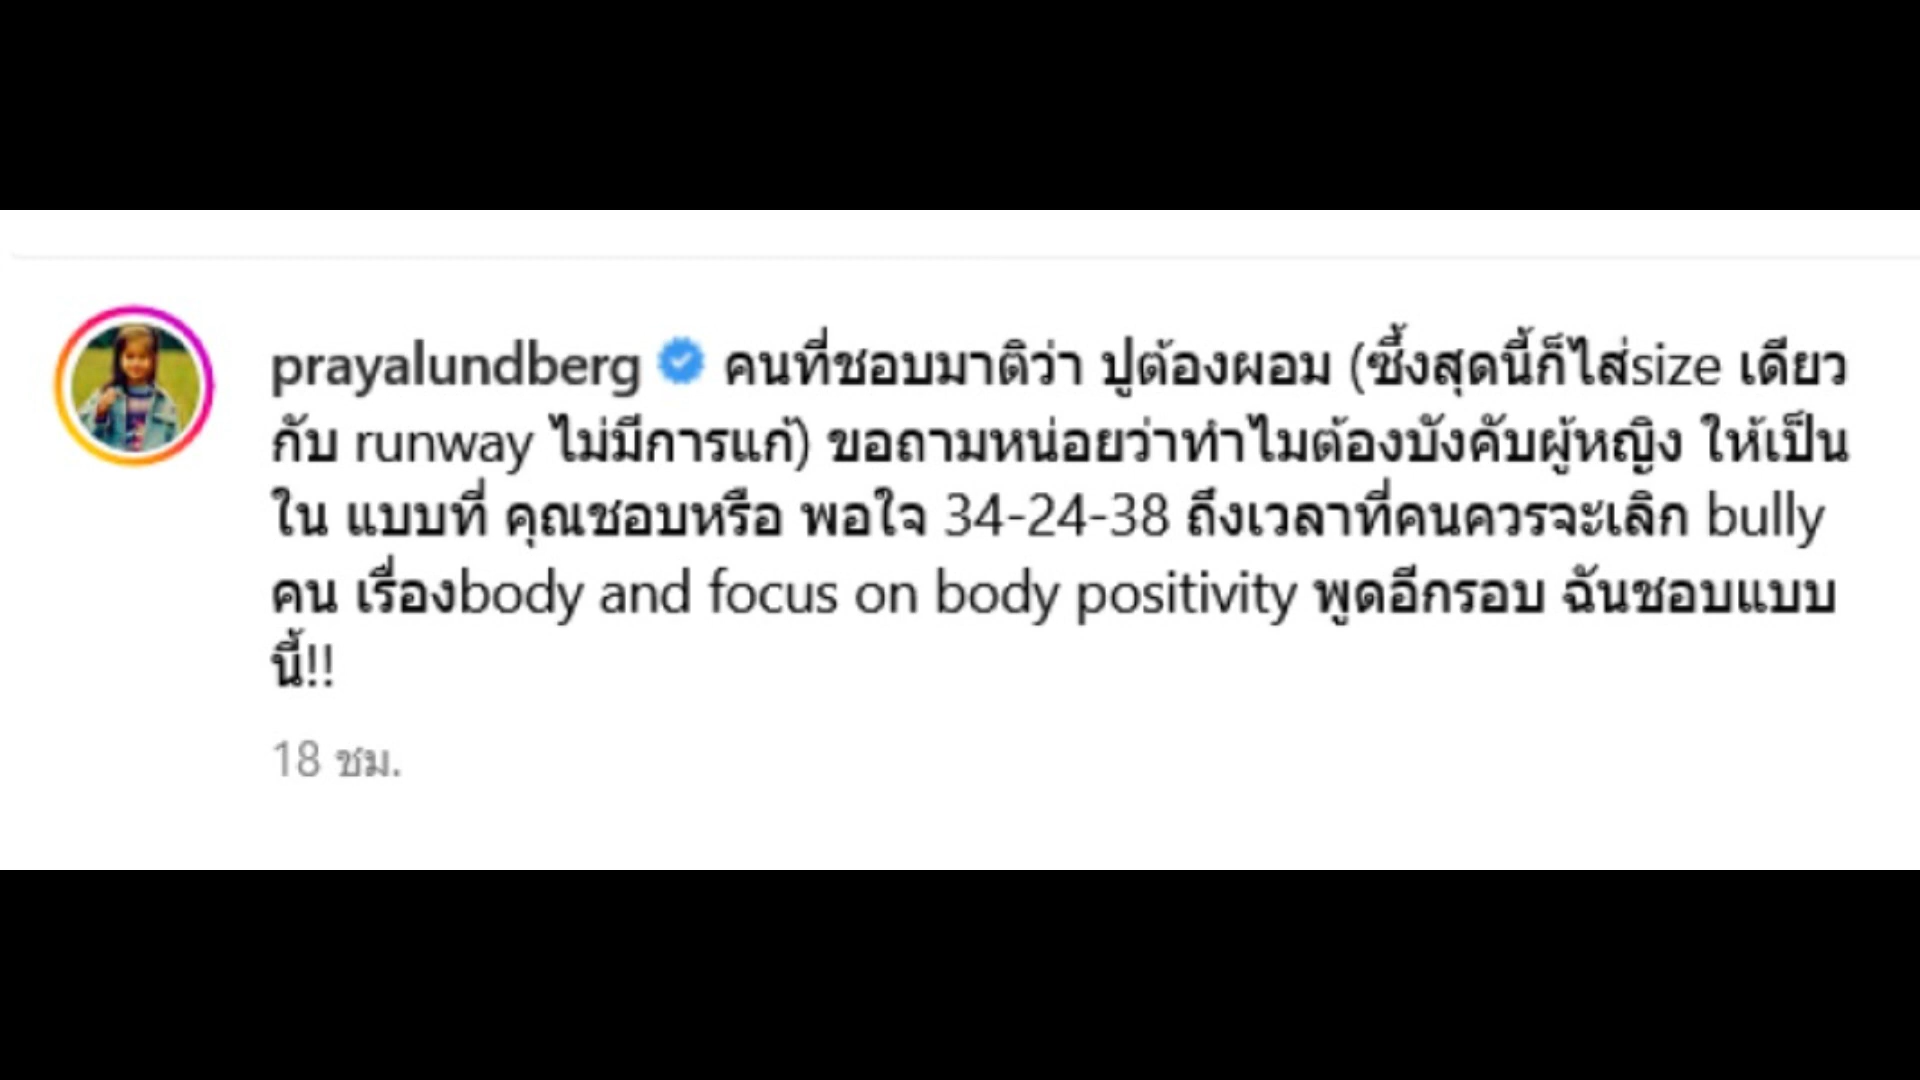 prayalundberg คนที่ชอบมาติว่า ปูต้องผอม (ซึ้งสุดนี้ก็ไส่size เดียว
กับ runway ไม่มีการแก้) ขอถามหน่อยว่าทำไมต้องบังคับผู้หญิง ให้เป็น
ใน แบบที่ คุณชอบหรือ พอใจ 34-24-38 ถึงเวลาที่คนควรจะเลิก bully
คน เรื่องbody and focus on body positivity พูดอีกรอบ ฉันชอบแบบ
นี้!!
18 ชม.